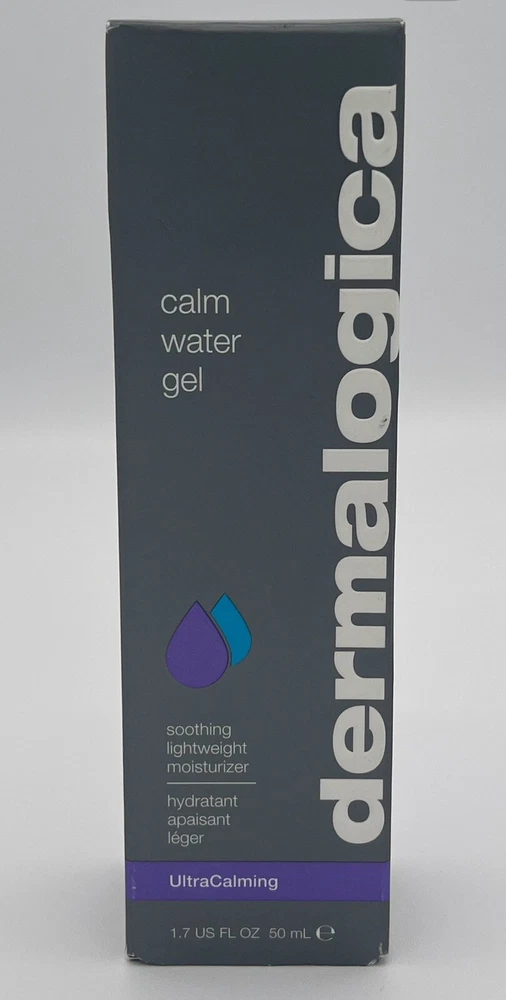 calm
water
gel
dermalogica
soothing
lightweight
moisturizer
hydratant
apaisant
léger
UltraCalming
1.7 US FL OZ 50 mL ℮